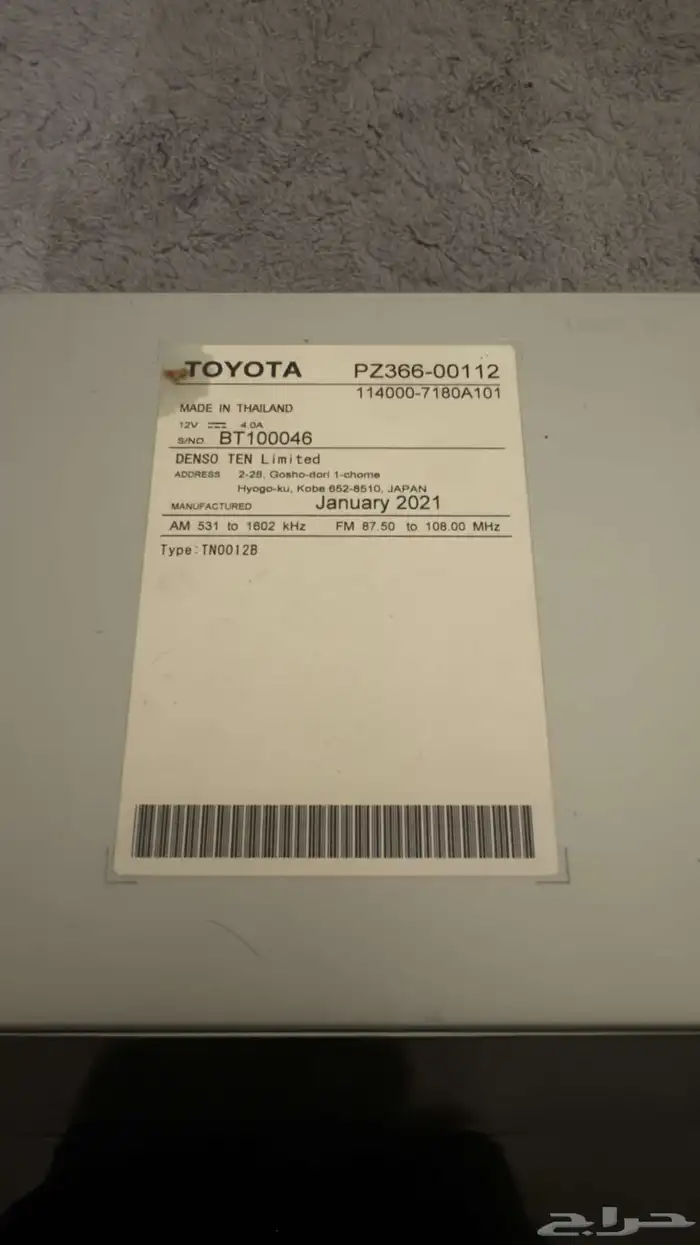 TOYOTA PZ366-00112
114000-7180A101
MADE IN THAILAND
12V ⎓ 4.0A
S/NO. BT100046
DENSO TEN Limited
ADDRESS 2-28, Gosho-dori 1-chome
Hyogo-ku, Kobe 652-8510, JAPAN
MANUFACTURED January 2021
AM 531 to 1602 kHz FM 87.50 to 108.00 MHz
Type:TN0012B
حراج